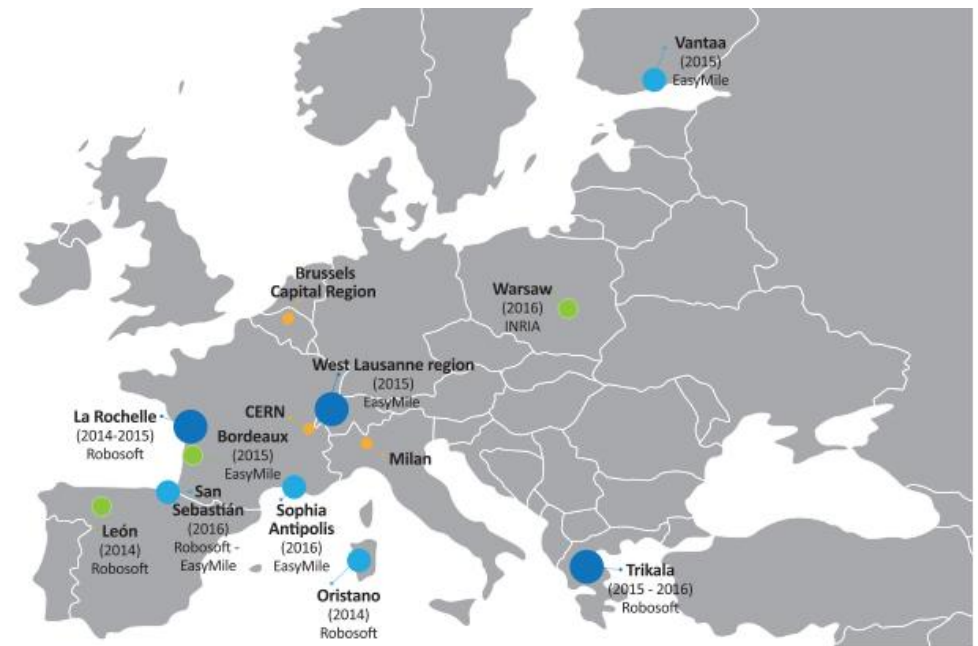 Vantaa
(2015)
EasyMile
Brussels
Capital Region
Warsaw
(2016)
INRIA
West Lausanne region
(2015)
EasyMile
La Rochelle
(2014-2015)
Robosoft
CERN
Bordeaux
(2015)
EasyMile
Milan
San
Sebastián
(2016)
Robosoft -
EasyMile
Sophia
Antipolis
(2016)
EasyMile
León
(2014)
Robosoft
Oristano
(2014)
Robosoft
Trikala
(2015 - 2016)
Robosoft